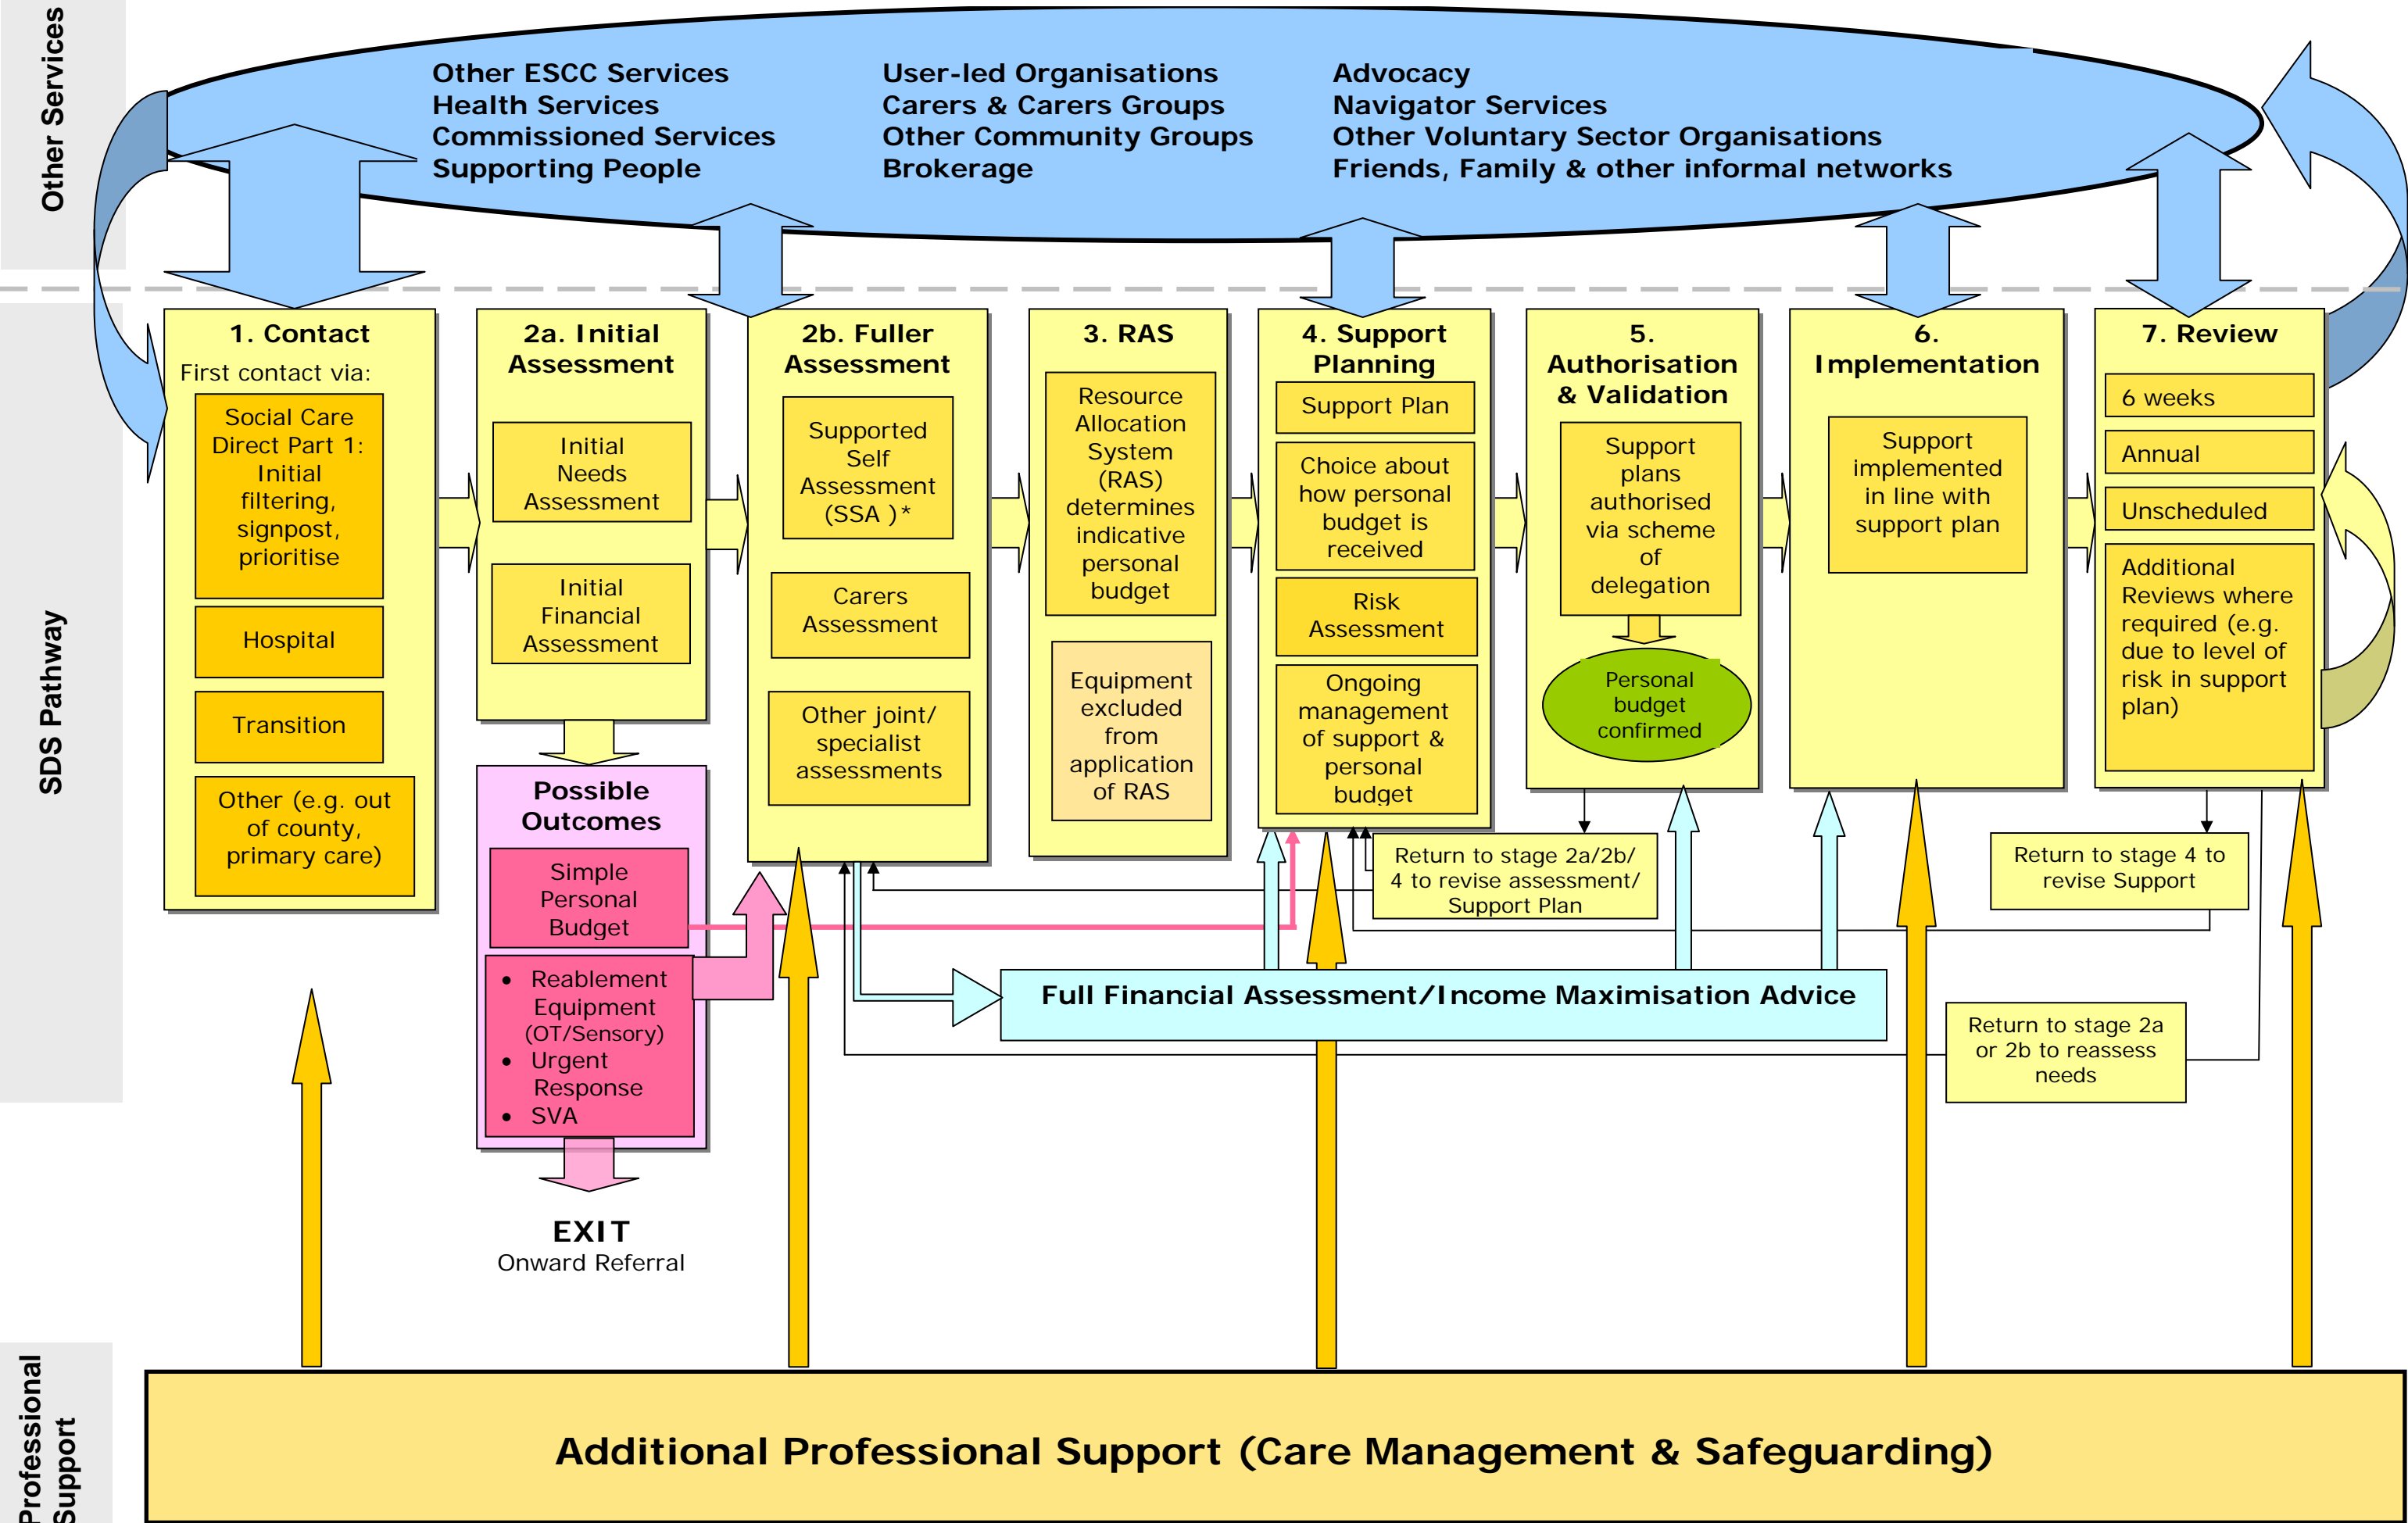 Other Services
Other ESCC Services
Health Services
Commissioned Services
Supporting People
User-led Organisations
Carers & Carers Groups
Other Community Groups
Brokerage
Advocacy
Navigator Services
Other Voluntary Sector Organisations
Friends, Family & other informal networks
SDS Pathway
1. Contact
First contact via:
Social Care
Direct Part 1:
Initial
filtering,
signpost,
prioritise
Hospital
Transition
Other (e.g. out
of county,
primary care)
2a. Initial
Assessment
Initial
Needs
Assessment
Initial
Financial
Assessment
Possible
Outcomes
Simple
Personal
Budget
• Reablement
Equipment
(OT/Sensory)
• Urgent
Response
• SVA
EXIT
Onward Referral
2b. Fuller
Assessment
Supported
Self
Assessment
(SSA )*
Carers
Assessment
Other joint/
specialist
assessments
3. RAS
Resource
Allocation
System
(RAS)
determines
indicative
personal
budget
Equipment
excluded
from
application
of RAS
4. Support
Planning
Support Plan
Choice about
how personal
budget is
received
Risk
Assessment
Ongoing
management
of support &
personal
budget
5.
Authorisation
& Validation
Support
plans
authorised
via scheme
of
delegation
Personal
budget
confirmed
Return to stage 2a/2b/
4 to revise assessment/
Support Plan
6.
Implementation
Support
implemented
in line with
support plan
7. Review
6 weeks
Annual
Unscheduled
Additional
Reviews where
required (e.g.
due to level of
risk in support
plan)
Return to stage 4 to
revise Support
Full Financial Assessment/Income Maximisation Advice
Return to stage 2a
or 2b to reassess
needs
Professional
Support
Additional Professional Support (Care Management & Safeguarding)